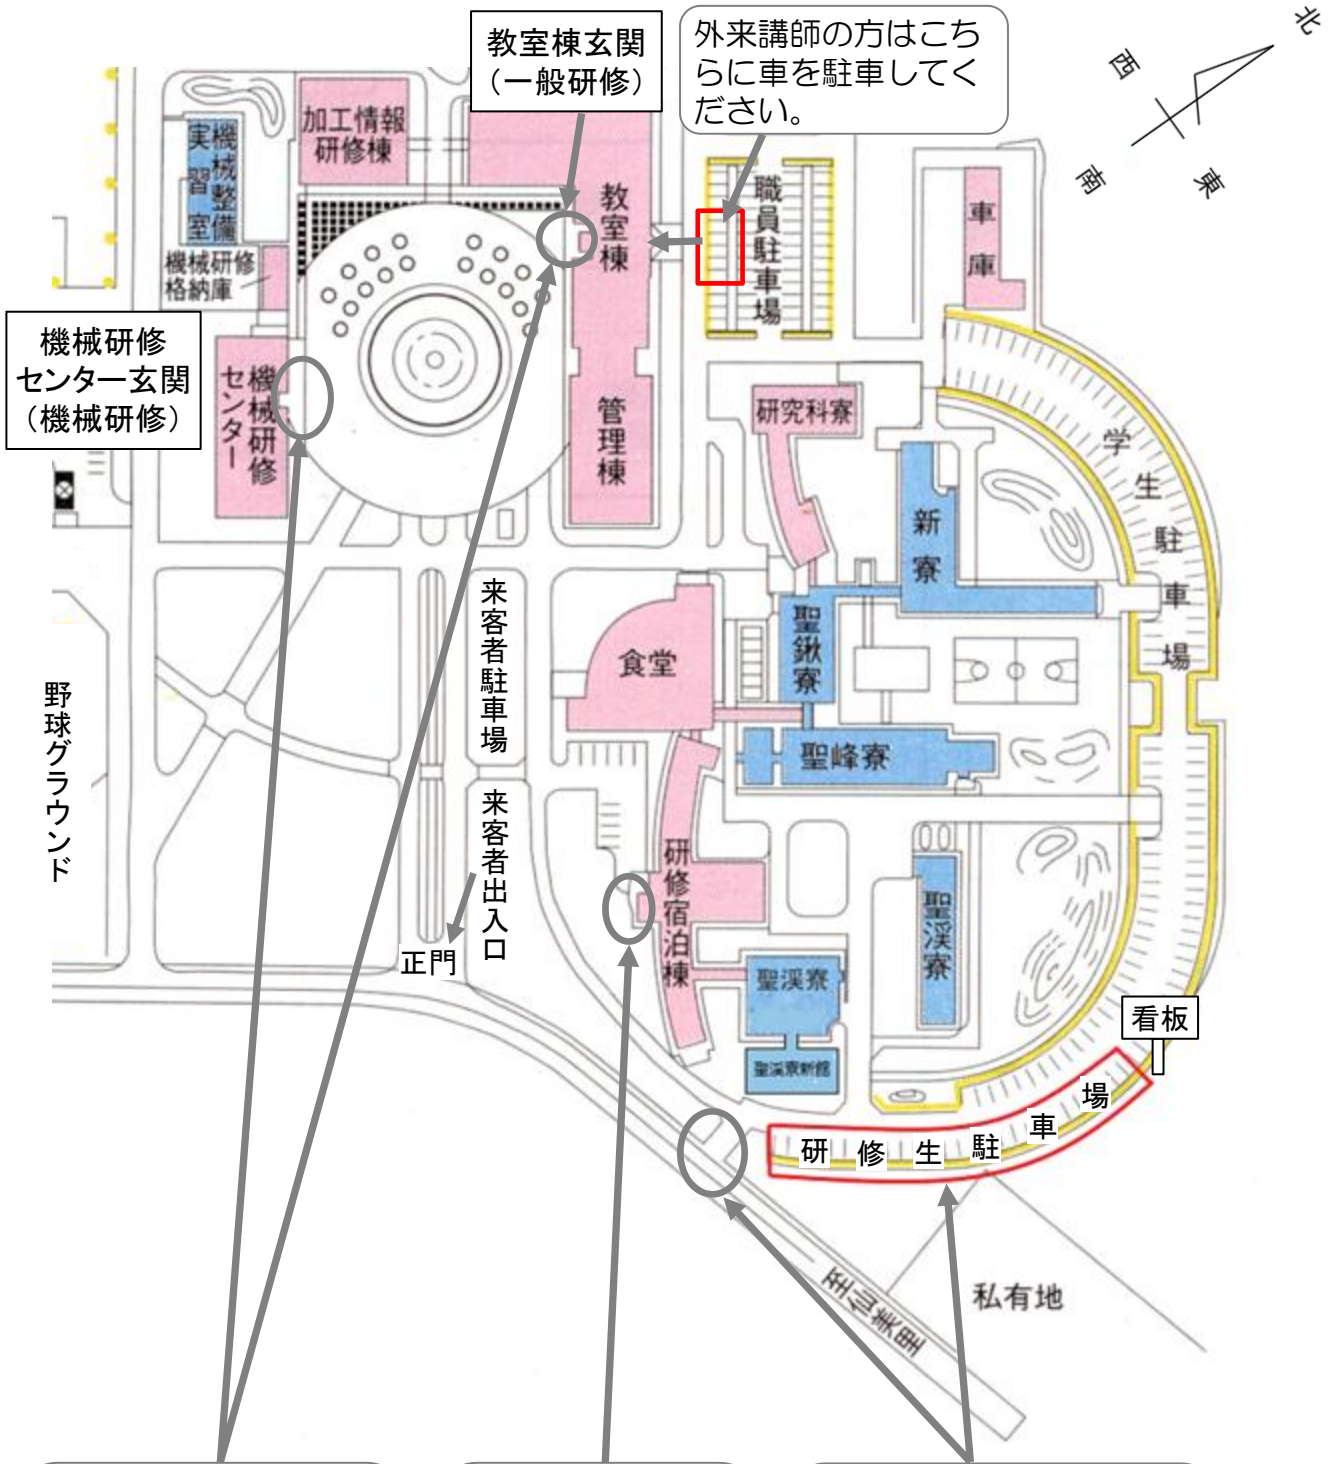 教室棟玄関
（一般研修）
外来講師の方はこち
らに車を駐車してく
ださい。
北
西
南
東
加工情報
研修棟
機械整備
実習室
教室棟
職員駐車場
車庫
機械研修
格納庫
機械研修
センター玄関
（機械研修）
機械研修
センター
管理棟
研究科寮
学生駐車場
新寮
来客者駐車場
食堂
聖鍬寮
野球グラウンド
聖峰寮
来客者出入口
正門
研修宿泊棟
聖渓寮
聖渓寮
聖渓寮新館
看板
研修生駐車場
至仙美里
私有地